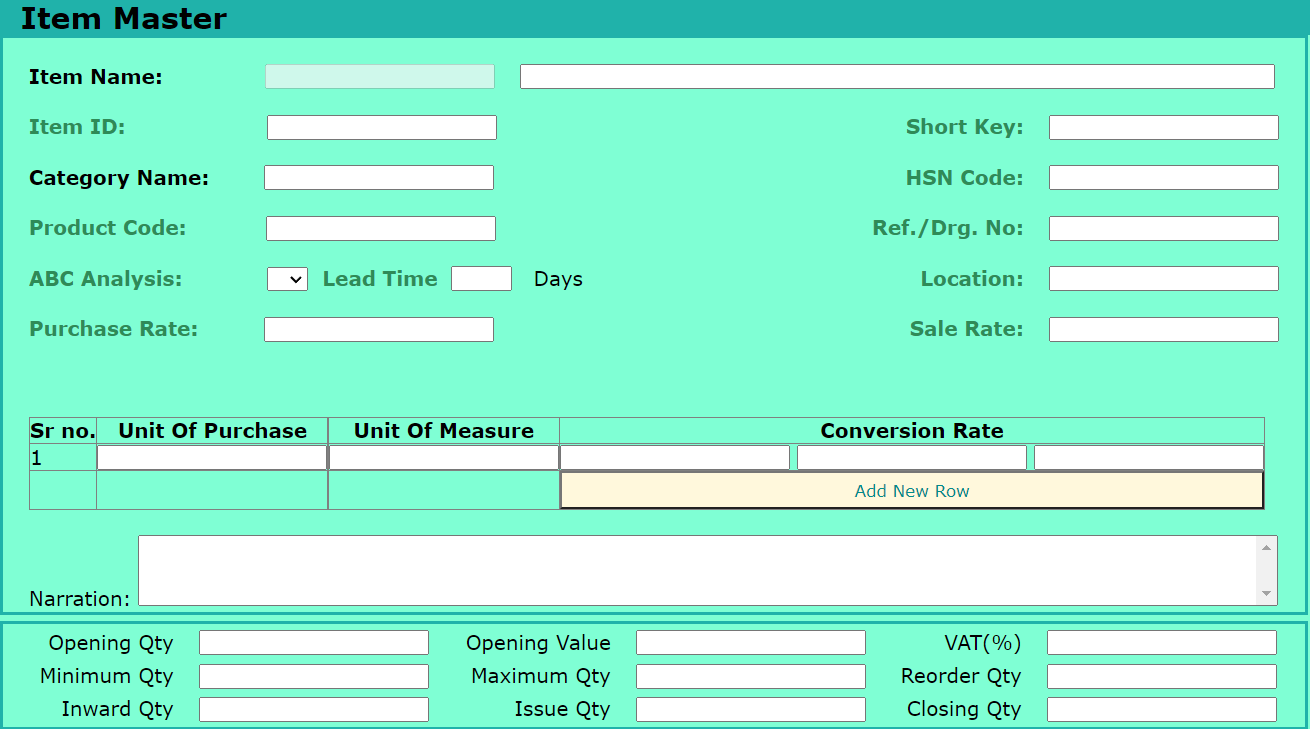 Item Master
Item Name:
Item ID: Short Key:
Category Name: HSN Code:
Product Code: Ref./Drg. No:
ABC Analysis: Lead Time Days Location:
Purchase Rate: Sale Rate:
Sr no. Unit Of Purchase Unit Of Measure Conversion Rate
1
Add New Row
Narration:
Opening Qty Opening Value VAT(%)
Minimum Qty Maximum Qty Reorder Qty
Inward Qty Issue Qty Closing Qty